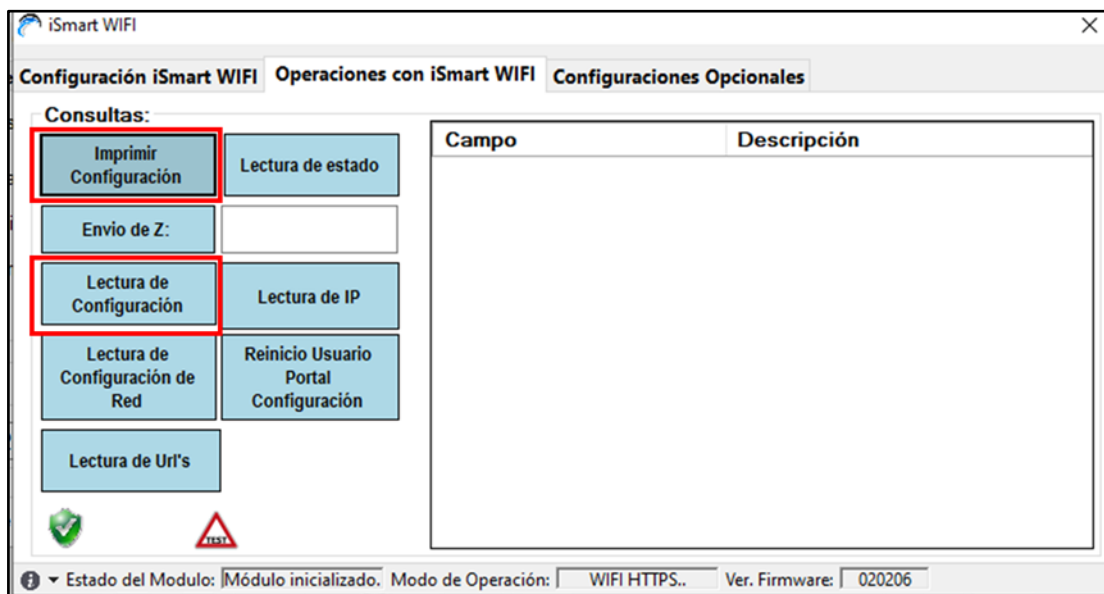 iSmart WIFI
Configuración iSmart WIFI Operaciones con iSmart WIFI Configuraciones Opcionales
Consultas:
Imprimir
Configuración
Lectura de estado
Envio de Z:
Lectura de
Configuración
Lectura de IP
Lectura de
Configuración de
Red
Reinicio Usuario
Portal
Configuración
Lectura de Url's
TEST
Campo Descripción
Estado del Modulo: Módulo inicializado. Modo de Operación: WIFI HTTPS.. Ver. Firmware: 020206